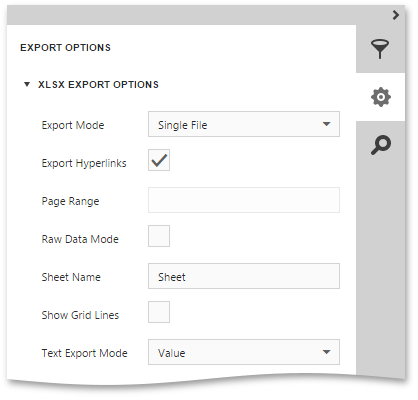 EXPORT OPTIONS
XLSX EXPORT OPTIONS
Export Mode Single File
Export Hyperlinks
Page Range
Raw Data Mode
Sheet Name Sheet
Show Grid Lines
Text Export Mode Value